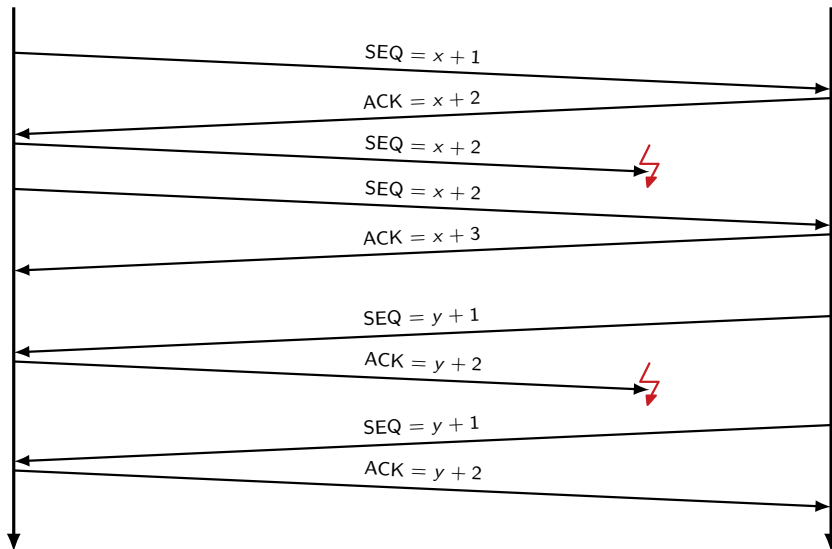 SEQ = x + 1
ACK = x + 2
SEQ = x + 2
SEQ = x + 2
ACK = x + 3
SEQ = y + 1
ACK = y + 2
SEQ = y + 1
ACK = y + 2